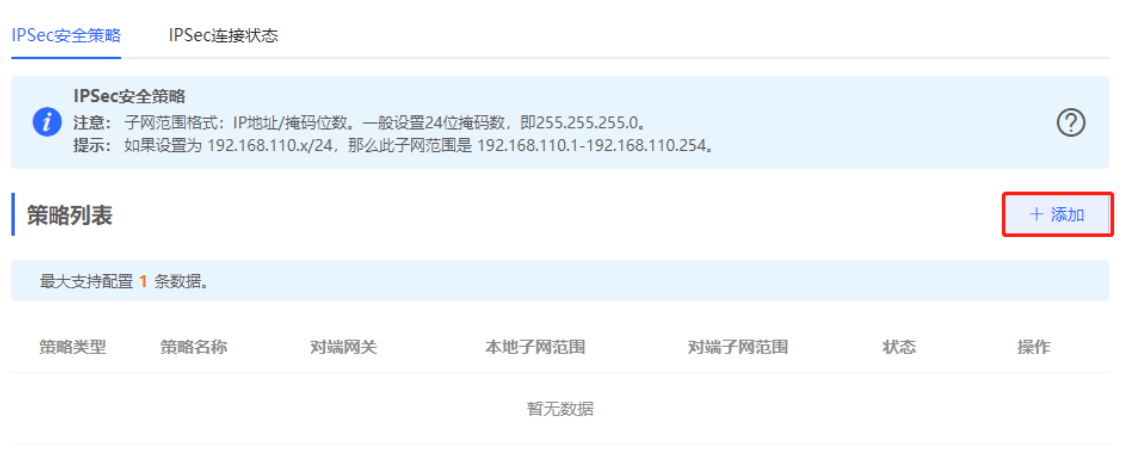 IPSec安全策略 IPSec连接状态
IPSec安全策略
注意： 子网范围格式：IP地址/掩码位数。一般设置24位掩码数，即255.255.255.0。
提示： 如果设置为 192.168.110.x/24，那么此子网范围是 192.168.110.1-192.168.110.254。
策略列表 + 添加
最大支持配置 1 条数据。
策略类型 策略名称 对端网关 本地子网范围 对端子网范围 状态 操作
暂无数据